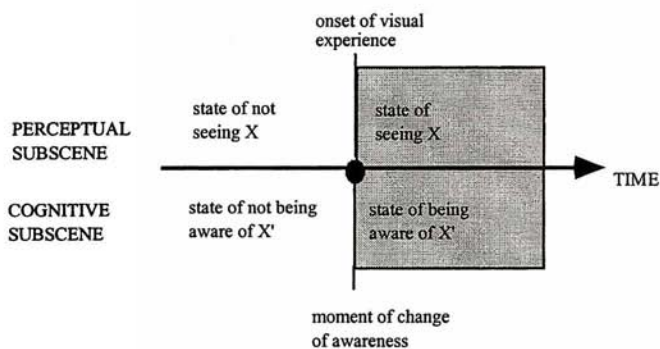 onset of visual
experience
state of not
seeing X
state of
seeing X
PERCEPTUAL
SUBSCENE
TIME
COGNITIVE
SUBSCENE
state of not being
aware of X'
state of being
aware of X'
moment of change
of awareness